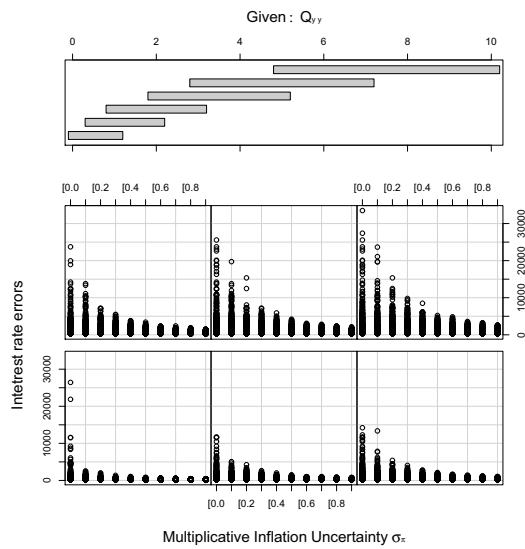 Given : Qyy
0 2 4 6 8 10
[0.0 [0.2 [0.4 [0.6 [0.8 [0.0 [0.2 [0.4 [0.6 [0.8
0 10000 20000 30000
Intetrest rate errors
0 10000 20000 30000
[0.0 [0.2 [0.4 [0.6 [0.8
Multiplicative Inflation Uncertainty σπ